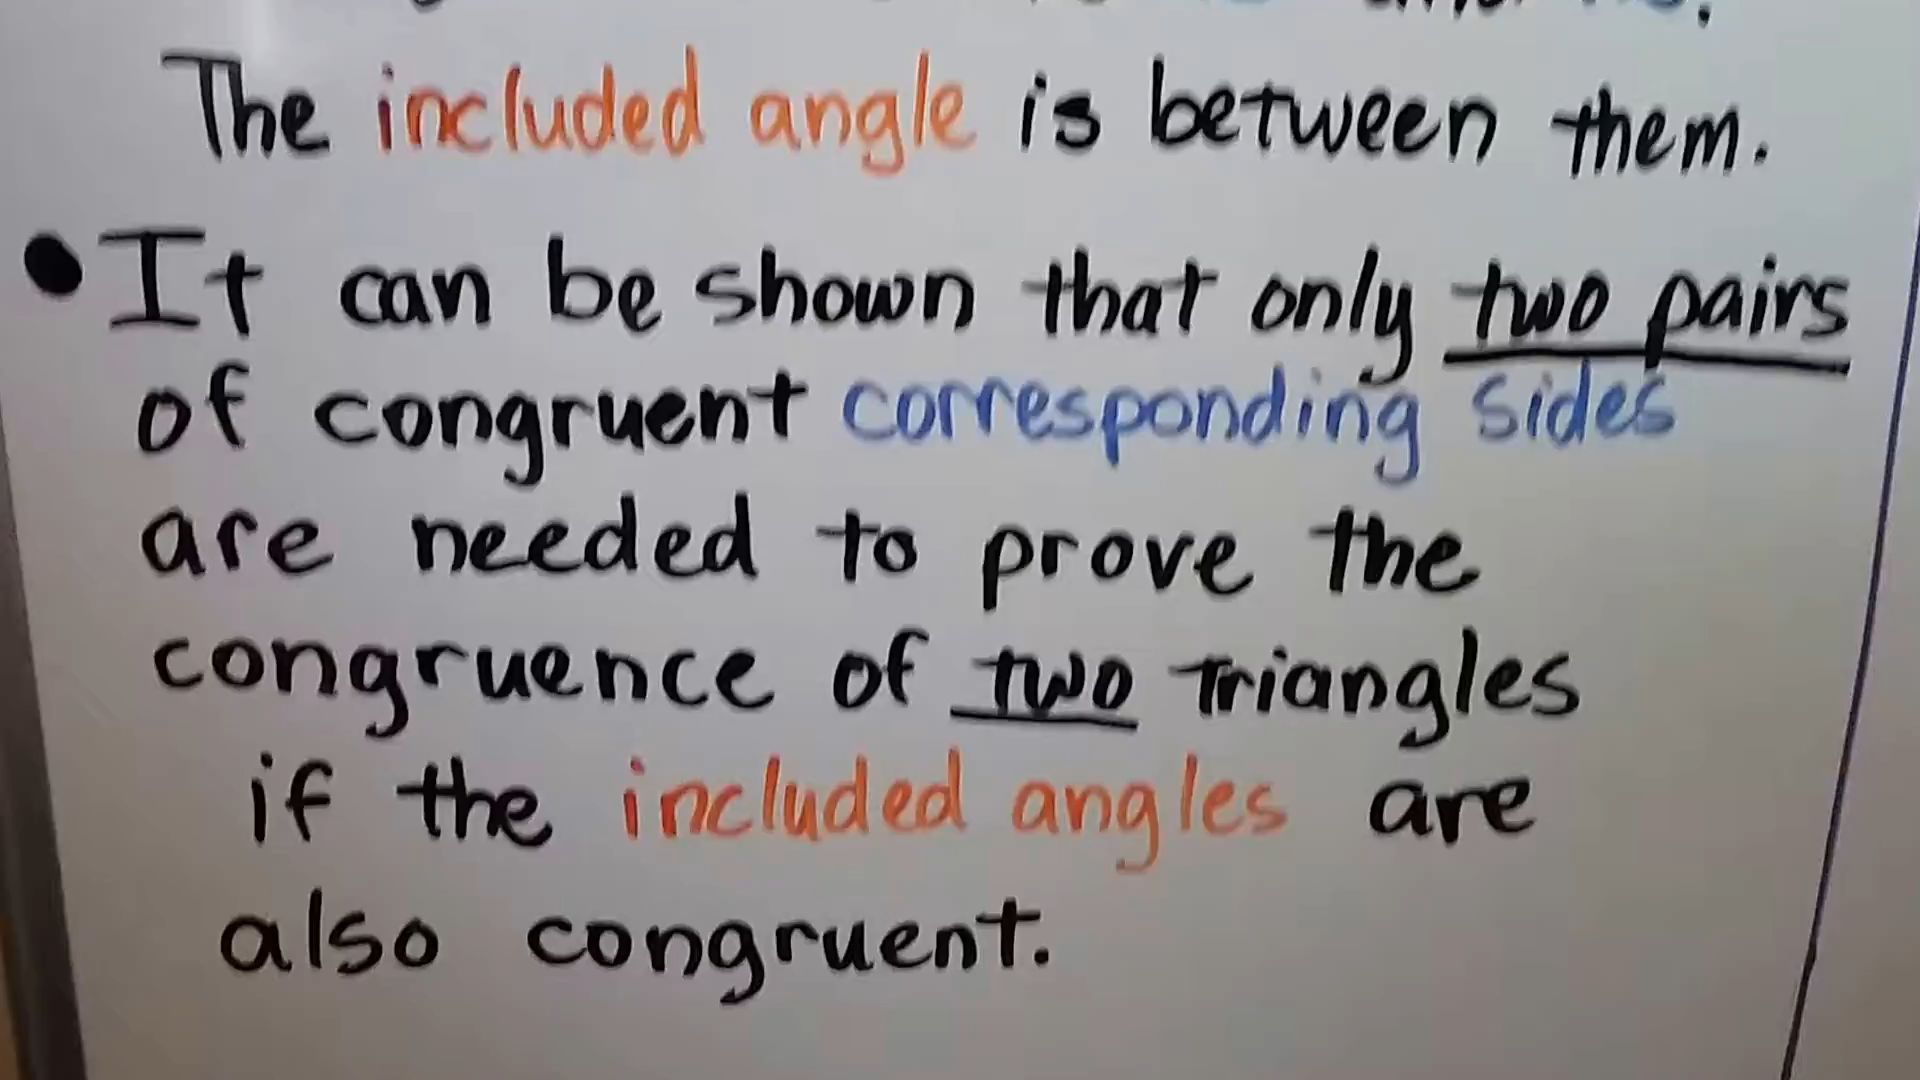 The included angle is between them.
• It can be shown that only two pairs
of congruent corresponding sides
are needed to prove the
congruence of two triangles
if the included angles are
also congruent.